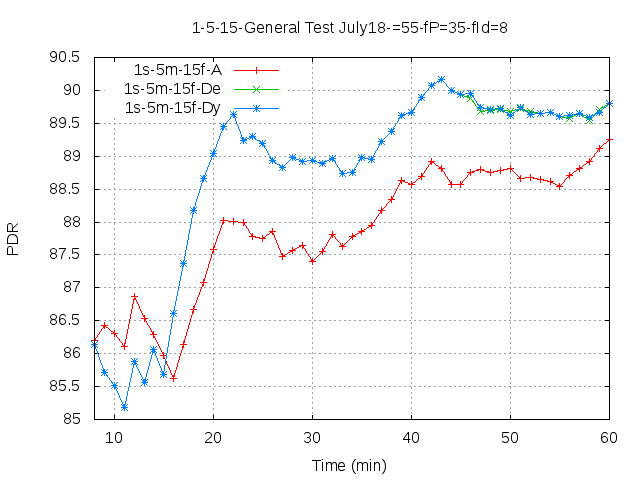 1-5-15-General Test July18-=55-fP=35-fId=8
90.5
1s-5m-15f-A
90
1s-5m-15f-De
1s-5m-15f-Dy
89.5
89
88.5
88
PDR
87.5
87
86.5
86
85.5
85
10 20 30 40 50 60
Time (min)